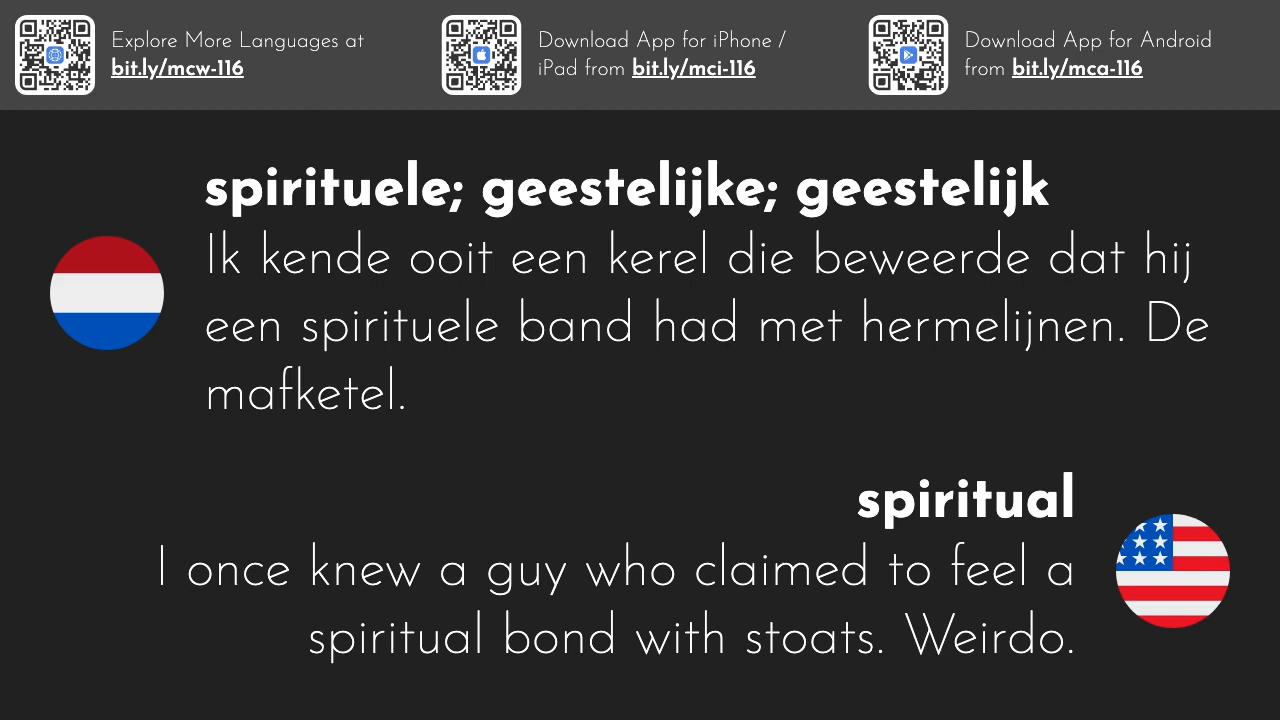 Explore More Languages at
bit.ly/mcw-116
Download App for iPhone /
iPad from bit.ly/mci-116
Download App for Android
from bit.ly/mca-116
spirituele; geestelijke; geestelijk
Ik kende ooit een kerel die beweerde dat hij
een spirituele band had met hermelijnen. De
mafketel.
spiritual
I once knew a guy who claimed to feel a
spiritual bond with stoats. Weirdo.